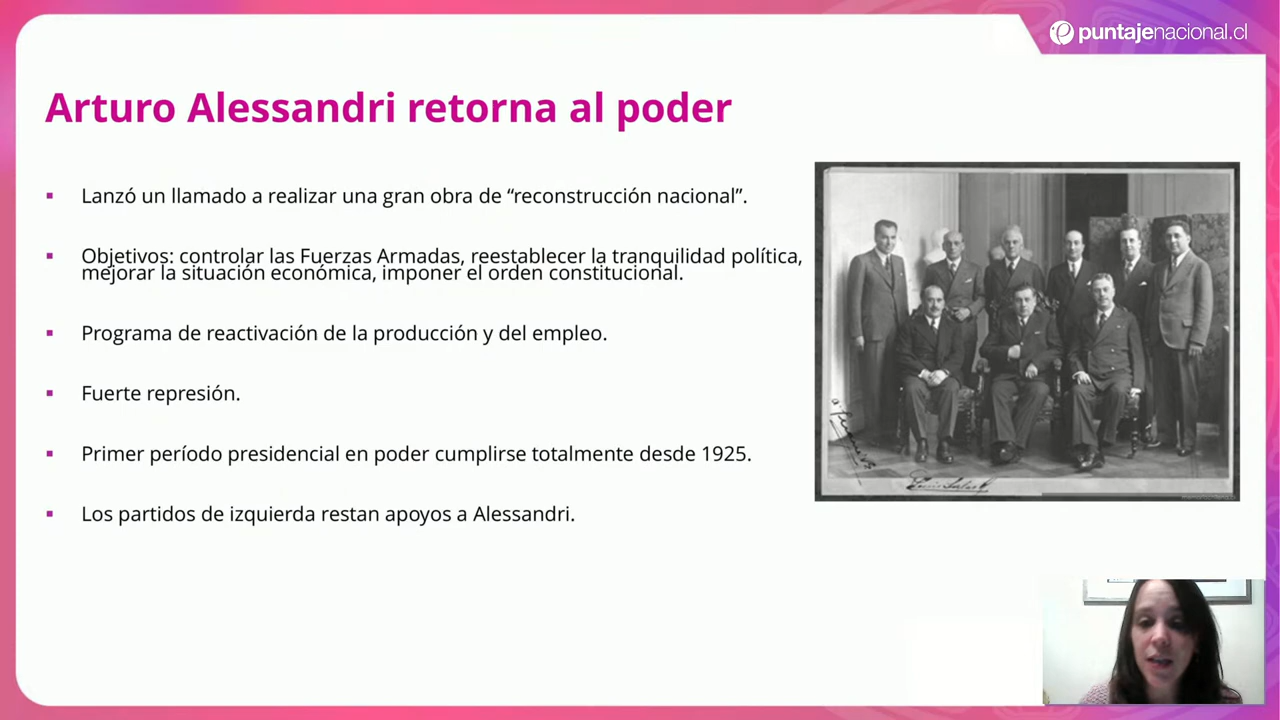 puntajenacional.cl
Arturo Alessandri retorna al poder
Lanzó un llamado a realizar una gran obra de “reconstrucción nacional”.
Objetivos: controlar las Fuerzas Armadas, reestablecer la tranquilidad política,
mejorar la situación económica, imponer el orden constitucional.
Programa de reactivación de la producción y del empleo.
Fuerte represión.
Primer período presidencial en poder cumplirse totalmente desde 1925.
Los partidos de izquierda restan apoyos a Alessandri.